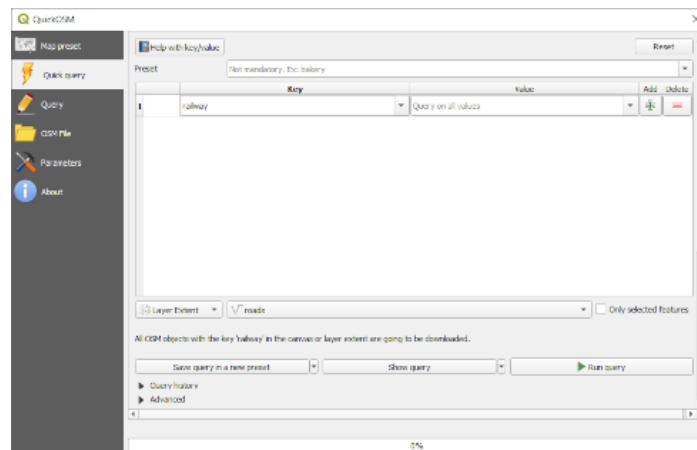 QuickOSM
Map preset
Quick query
Query
OSM File
Parameters
About
Help with key/value
Reset
Preset
Not mandatory. Ex: bakery
Key Value Add Delete
1 railway Query on all values
Layer Extent roads Only selected features
All OSM objects with the key 'railway' in the canvas or layer extent are going to be downloaded.
Save query in a new preset Show query Run query
Query history
Advanced
0%